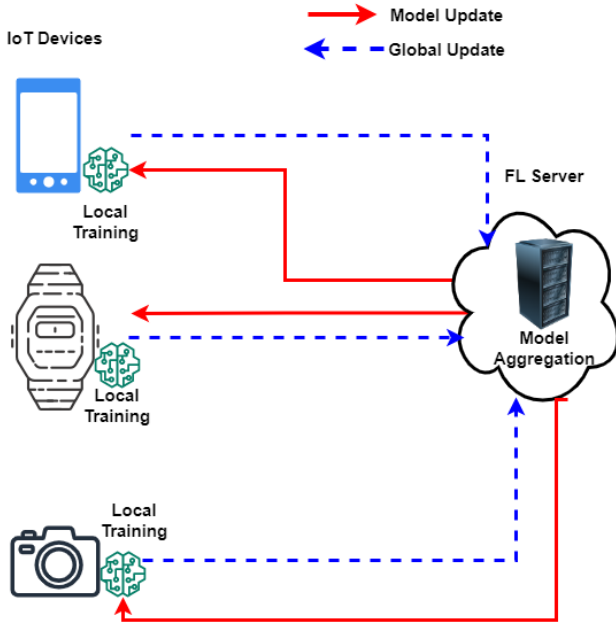 Model Update
IoT Devices
Global Update
FL Server
Local
Training
Model
Aggregation
Local
Training
Local
Training